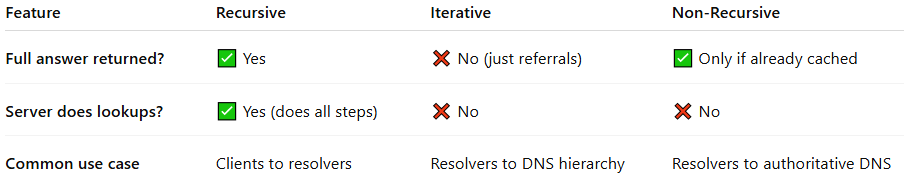 Feature Recursive Iterative Non-Recursive
Full answer returned? ✅ Yes ❌ No (just referrals) ✅ Only if already cached
Server does lookups? ✅ Yes (does all steps) ❌ No ❌ No
Common use case Clients to resolvers Resolvers to DNS hierarchy Resolvers to authoritative DNS